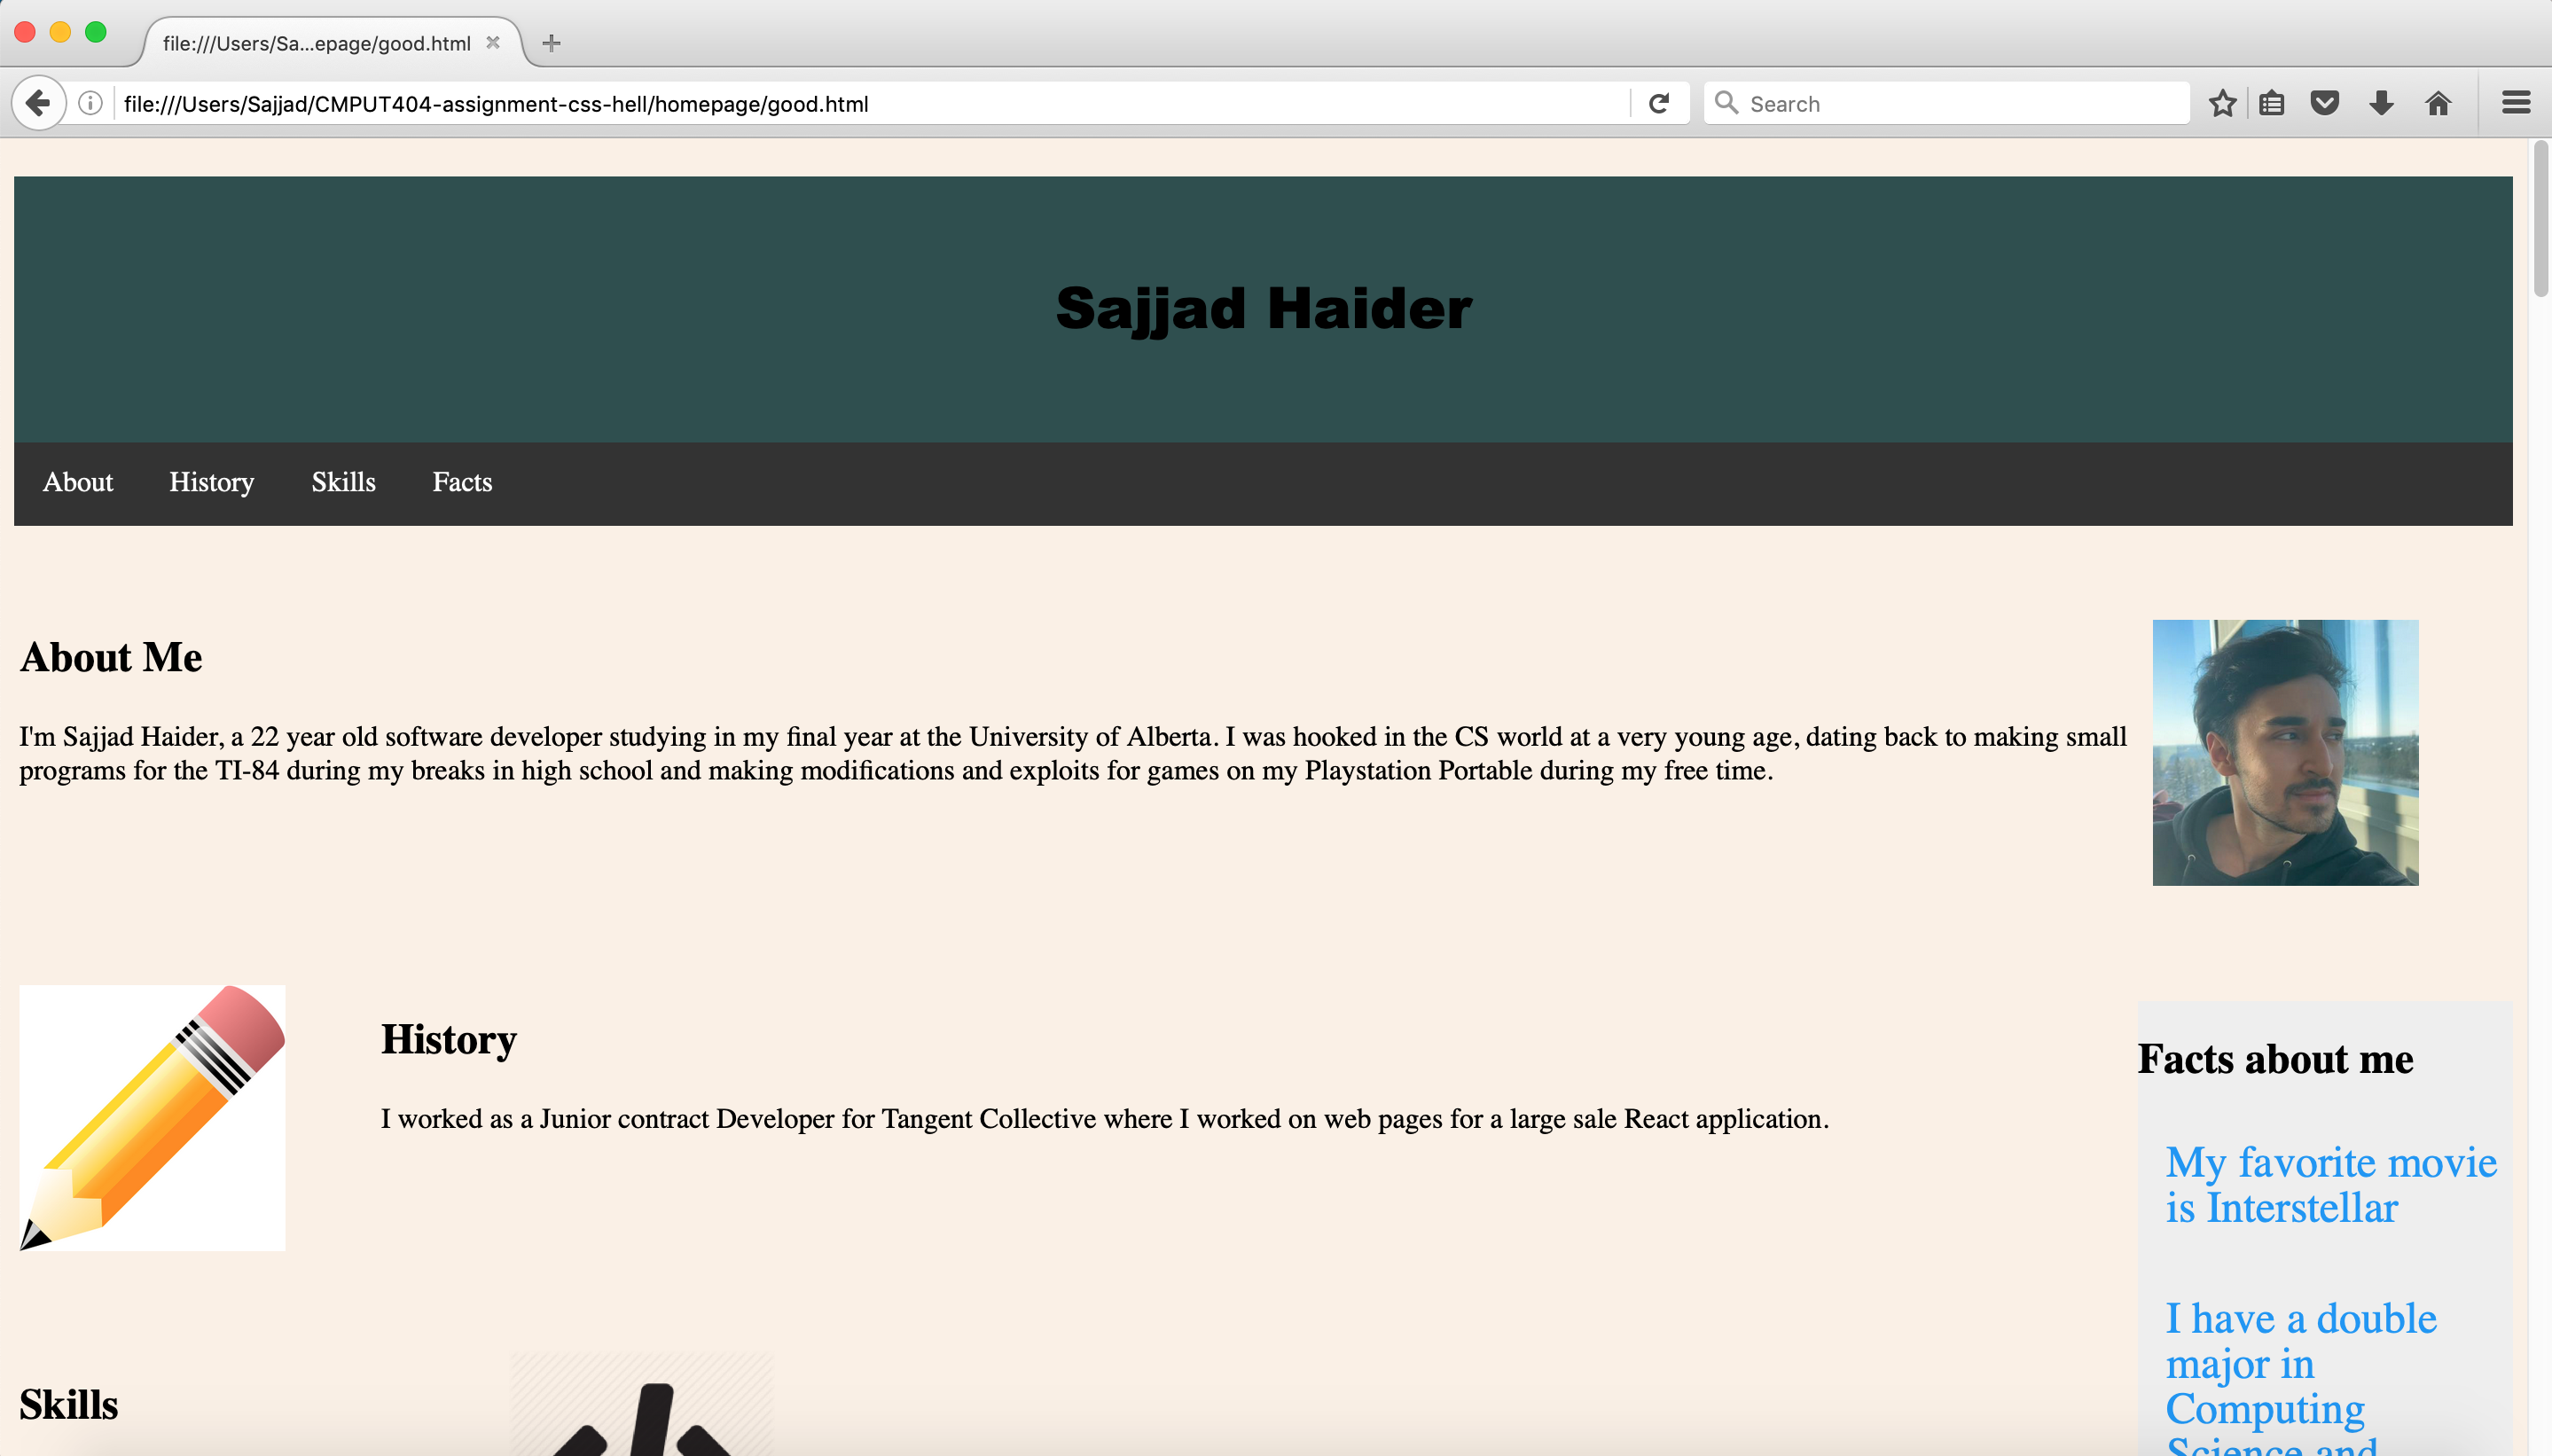 file:///Users/Sa...epage/good.html
file:///Users/Sajjad/CMPUT404-assignment-css-hell/homepage/good.html
Search
Sajjad Haider
About History Skills Facts
About Me
I'm Sajjad Haider, a 22 year old software developer studying in my final year at the University of Alberta. I was hooked in the CS world at a very young age, dating back to making small
programs for the TI-84 during my breaks in high school and making modifications and exploits for games on my Playstation Portable during my free time.
History
I worked as a Junior contract Developer for Tangent Collective where I worked on web pages for a large sale React application.
Facts about me
My favorite movie
is Interstellar
I have a double
major in
Computing
Science and
Skills